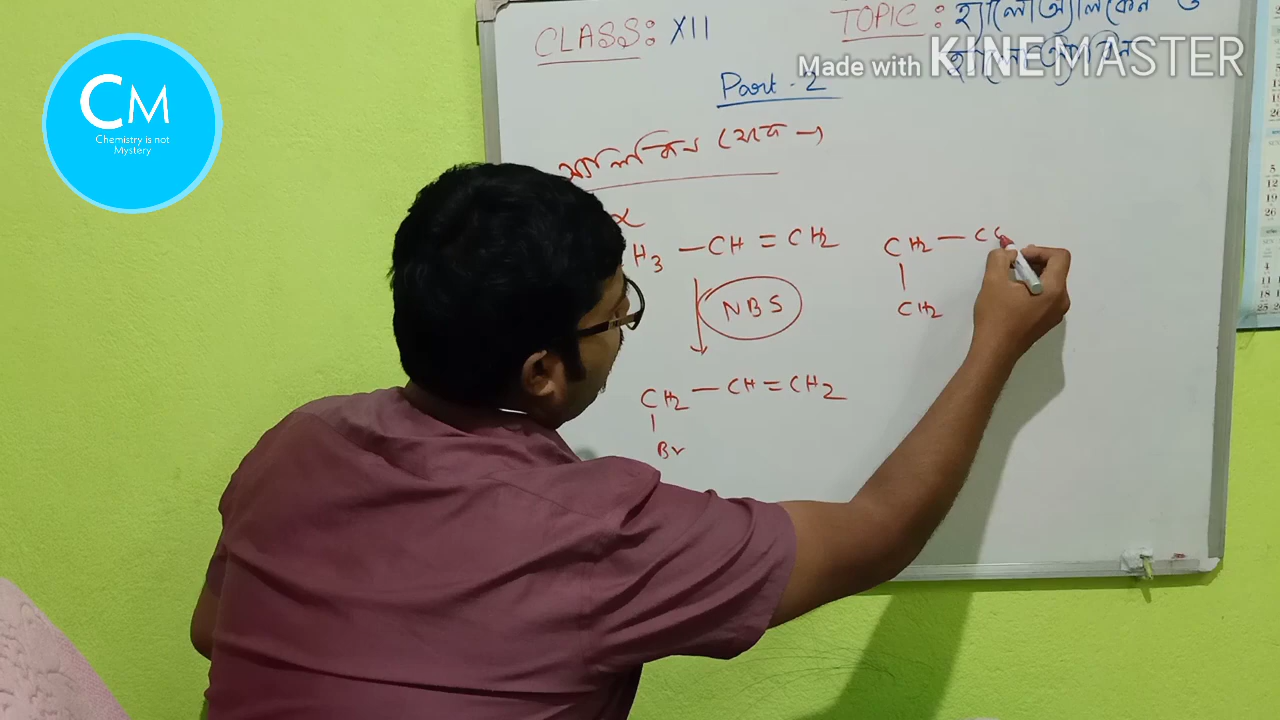 CM
Chemistry is not
Mystery
CLASS: XII
TOPIC: হ্যালোঅ্যালকেন ও
Made with KINEMASTER
Part-2
থেকে →
α
H3 — CH = CH2
NBS
CH2 — CH = CH2
|
Br
CH2 — CC
|
CH2